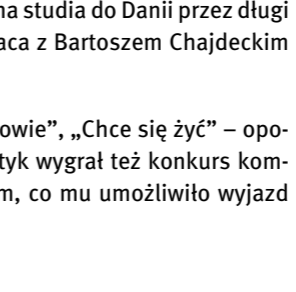 na studia do Danii przez długi
aca z Bartoszem Chajdeckim
owie”, „Chce się żyć” – opo-
tyk wygrał też konkurs kom-
m, co mu umożliwiło wyjazd